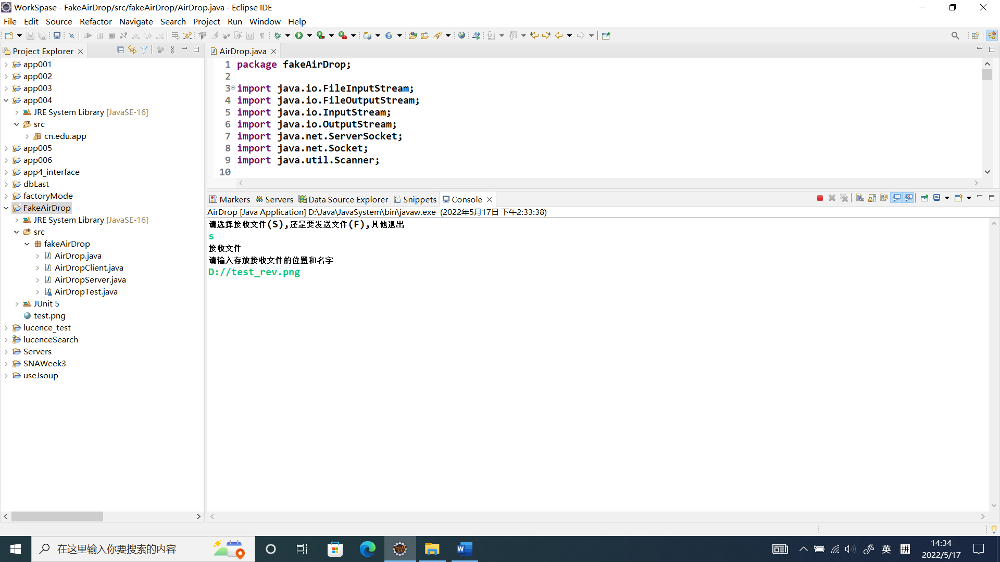 WorkSpase - FakeAirDrop/src/fakeAirDrop/AirDrop.java - Eclipse IDE
File Edit Source Refactor Navigate Search Project Run Window Help
Project Explorer
app001
app002
app003
app004
JRE System Library [JavaSE-16]
src
cn.edu.app
app005
app006
app4_interface
dbLast
factoryMode
FakeAirDrop
JRE System Library [JavaSE-16]
src
fakeAirDrop
AirDrop.java
AirDropClient.java
AirDropServer.java
AirDropTest.java
JUnit 5
test.png
lucence_test
lucenceSearch
Servers
SNAWeek3
useJsoup
AirDrop.java
1 package fakeAirDrop;
2
3 import java.io.FileInputStream;
4 import java.io.FileOutputStream;
5 import java.io.InputStream;
6 import java.io.OutputStream;
7 import java.net.ServerSocket;
8 import java.net.Socket;
9 import java.util.Scanner;
10
Markers Servers Data Source Explorer Snippets Console
AirDrop [Java Application] D:\Java\JavaSystem\bin\javaw.exe (2022年5月17日 下午2:33:38)
请选择接收文件(S),还是要发送文件(F),其他退出
s
接收文件
请输入存放接收文件的位置和名字
D://test_rev.png
在这里输入你要搜索的内容
英
拼
14:34
2022/5/17